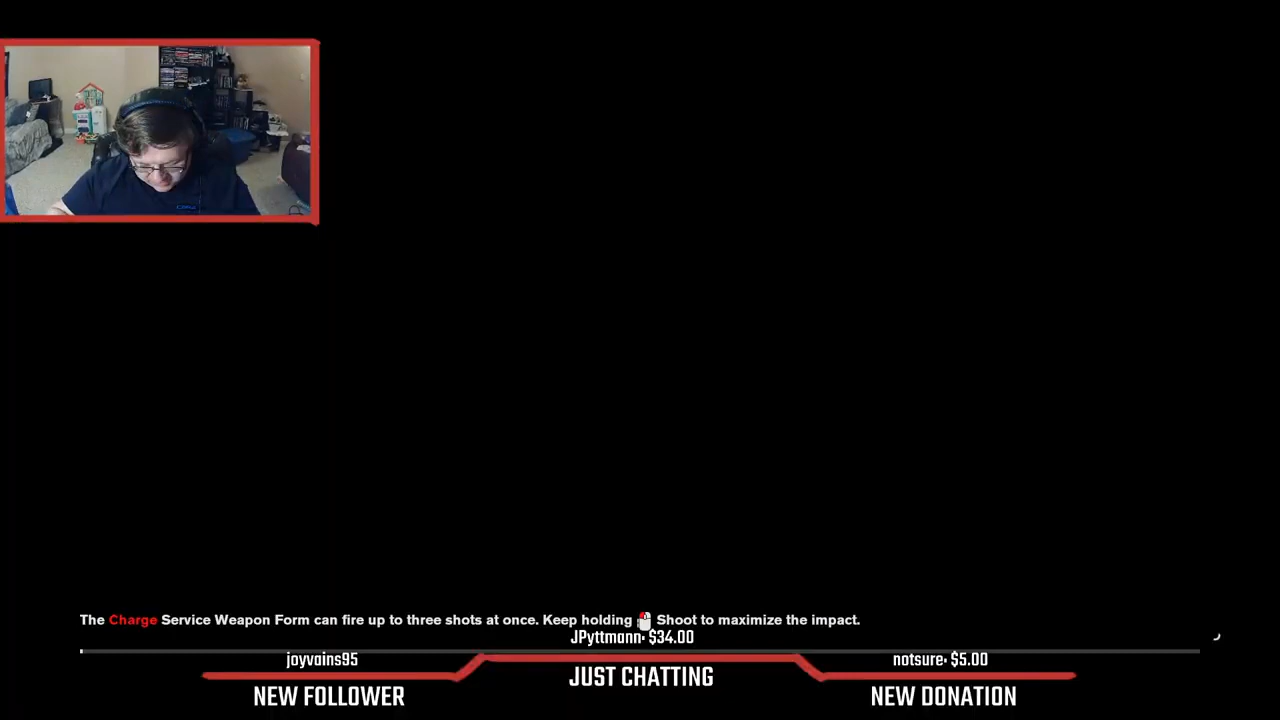 The Charge Service Weapon Form can fire up to three shots at once. Keep holding Shoot to maximize the impact.
JPyttmann: $34.00
joyvains95
notsure: $5.00
JUST CHATTING
NEW FOLLOWER
NEW DONATION